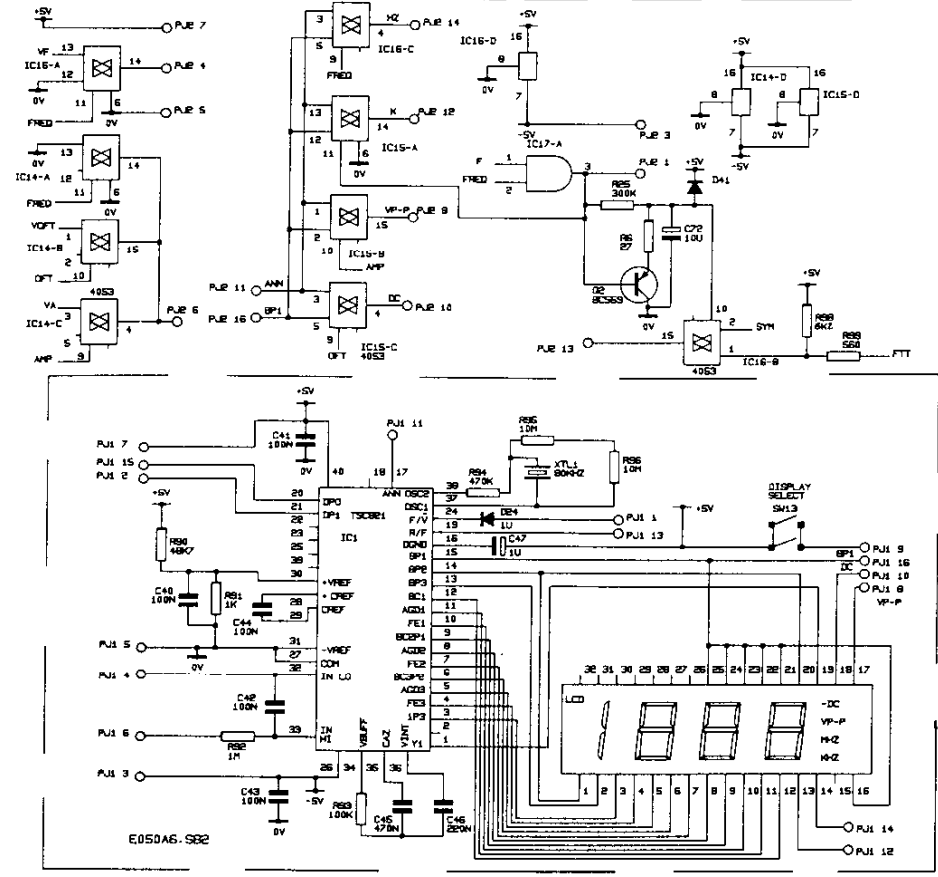 +5V
PJ2 7
VF 13
IC16-A
12
14
PJ2 4
0V
11
6
0V
PJ2 5
FREQ
0V
13
IC14-A
12
11
6
FREQ
0V
VOFT
1
IC14-B
2
15
OFT 10
4053
VA
3
IC14-C
5
4
PJ2 6
AMP 9
3
HZ
4
PJ2 14
5
IC16-C
9
FREQ
13
K
14
PJ2 12
12
11
6
IC15-A
0V
1
VP-P
15
PJ2 9
2
10
IC15-B
AMP
PJ2 11
ANN
3
DC
4
PJ2 10
PJ2 16
BP1
5
9
IC15-C
OFT
4053
+5V
IC16-D
16
8
0V
7
-5V
PJ2 3
IC17-A
F
1
3
PJ2 1
FREQ
2
+5V
16
IC14-D
16
8
8
IC15-D
0V
0V
7
7
-5V
R25
300K
+5V
D41
R6
27
C72
10U
Q2
BC569
0V
10
2
SYM
PJ2 13
15
1
IC16-B
4053
+5V
R98
6K2
R99
560
FTT
+5V
C41
100N
0V
PJ1 11
PJ1 7
PJ1 15
PJ1 2
40
18
17
ANN
20
DP0
21
DP1
TSC821
22
IC1
23
25
39
30
+VREF
+ CREF
28
29
CREF
31
-VREF
27
COM
32
IN LO
33
IN
HI
+5V
R90
48K7
C40
100N
R91
1K
C44
100N
PJ1 5
0V
PJ1 4
C42
100N
PJ1 6
R92
1M
PJ1 3
C43
100N
0V
26
-5V
VBUFF
CAZ
VINT
34
35
36
R93
100K
C45
470N
C46
220N
OSC2
38
OSC1
37
F/V
24
R/F
19
DGND
16
BP1
15
BP2
14
BP3
13
BC1
12
AGD1
11
FE1
10
BC2P1
9
AGD2
8
FE2
7
BC3P2
6
AGD3
5
FE3
4
1P3
3
2
Y1
1
R94
470K
R95
10M
XTL1
80KHZ
R96
10M
D24
1U
C47
1U
PJ1 1
PJ1 13
+5V
DISPLAY
SELECT
SW13
PJ1 9
BP1
PJ1 16
DC
PJ1 10
PJ1 8
VP-P
32 31 30 29 28 27 26 25 24 23 22 21 20 19 18 17
LCD
-DC
VP-P
MHZ
KHZ
1 2 3 4 5 6 7 8 9 10 11 12 13 14 15 16
PJ1 14
PJ1 12
E050A6.SB2